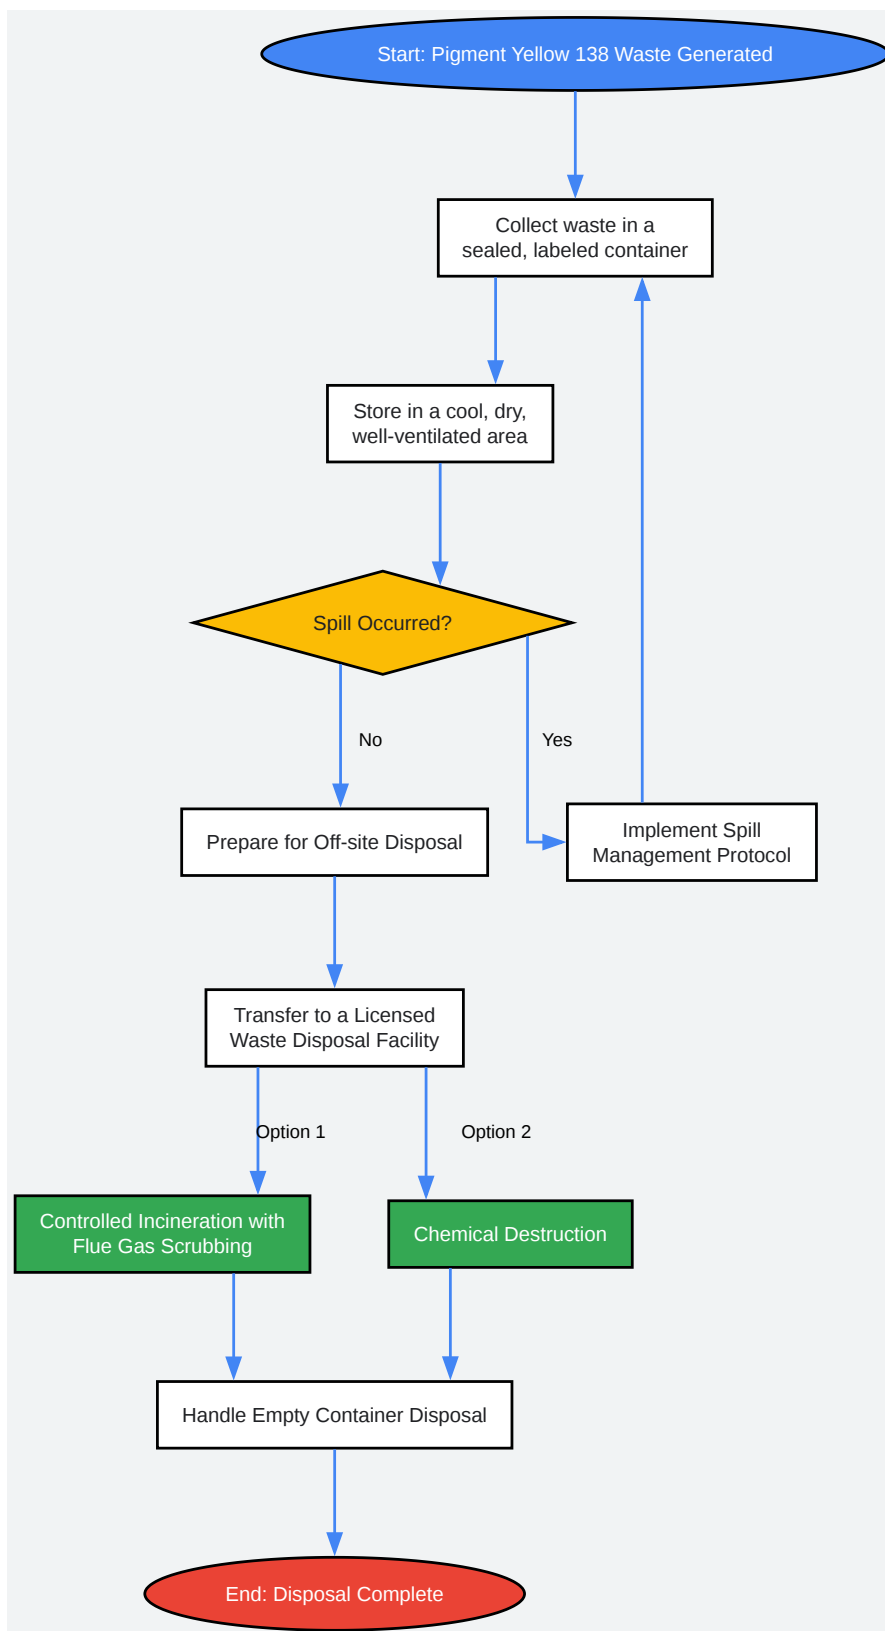 Start: Pigment Yellow 138 Waste Generated
Collect waste in a
sealed, labeled container
Store in a cool, dry,
well-ventilated area
Spill Occurred?
No
Yes
Prepare for Off-site Disposal
Implement Spill
Management Protocol
Transfer to a Licensed
Waste Disposal Facility
Option 1
Option 2
Controlled Incineration with
Flue Gas Scrubbing
Chemical Destruction
Handle Empty Container Disposal
End: Disposal Complete